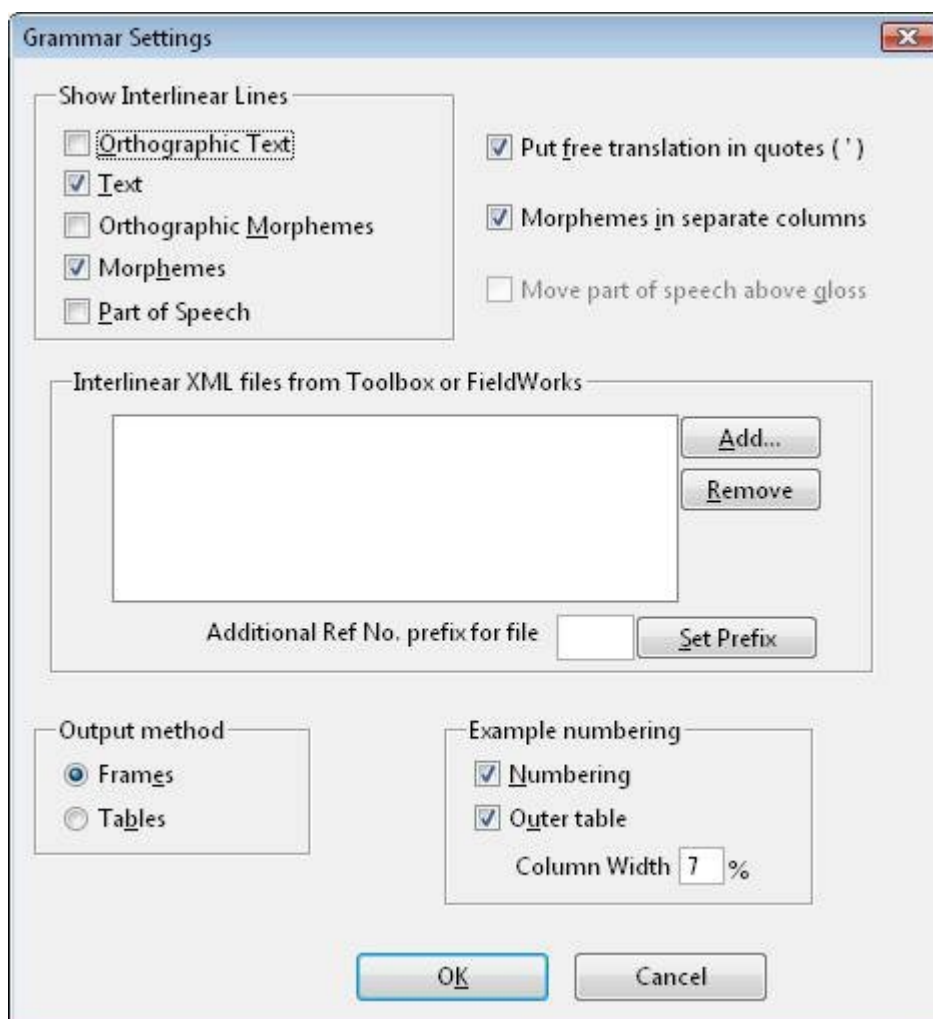 Grammar Settings
Show Interlinear Lines
Orthographic Text
Text
Orthographic Morphemes
Morphemes
Part of Speech
Put free translation in quotes ( ' )
Morphemes in separate columns
Move part of speech above gloss
Interlinear XML files from Toolbox or FieldWorks
Add...
Remove
Additional Ref No. prefix for file
Set Prefix
Output method
Frames
Tables
Example numbering
Numbering
Outer table
Column Width 7 %
OK
Cancel